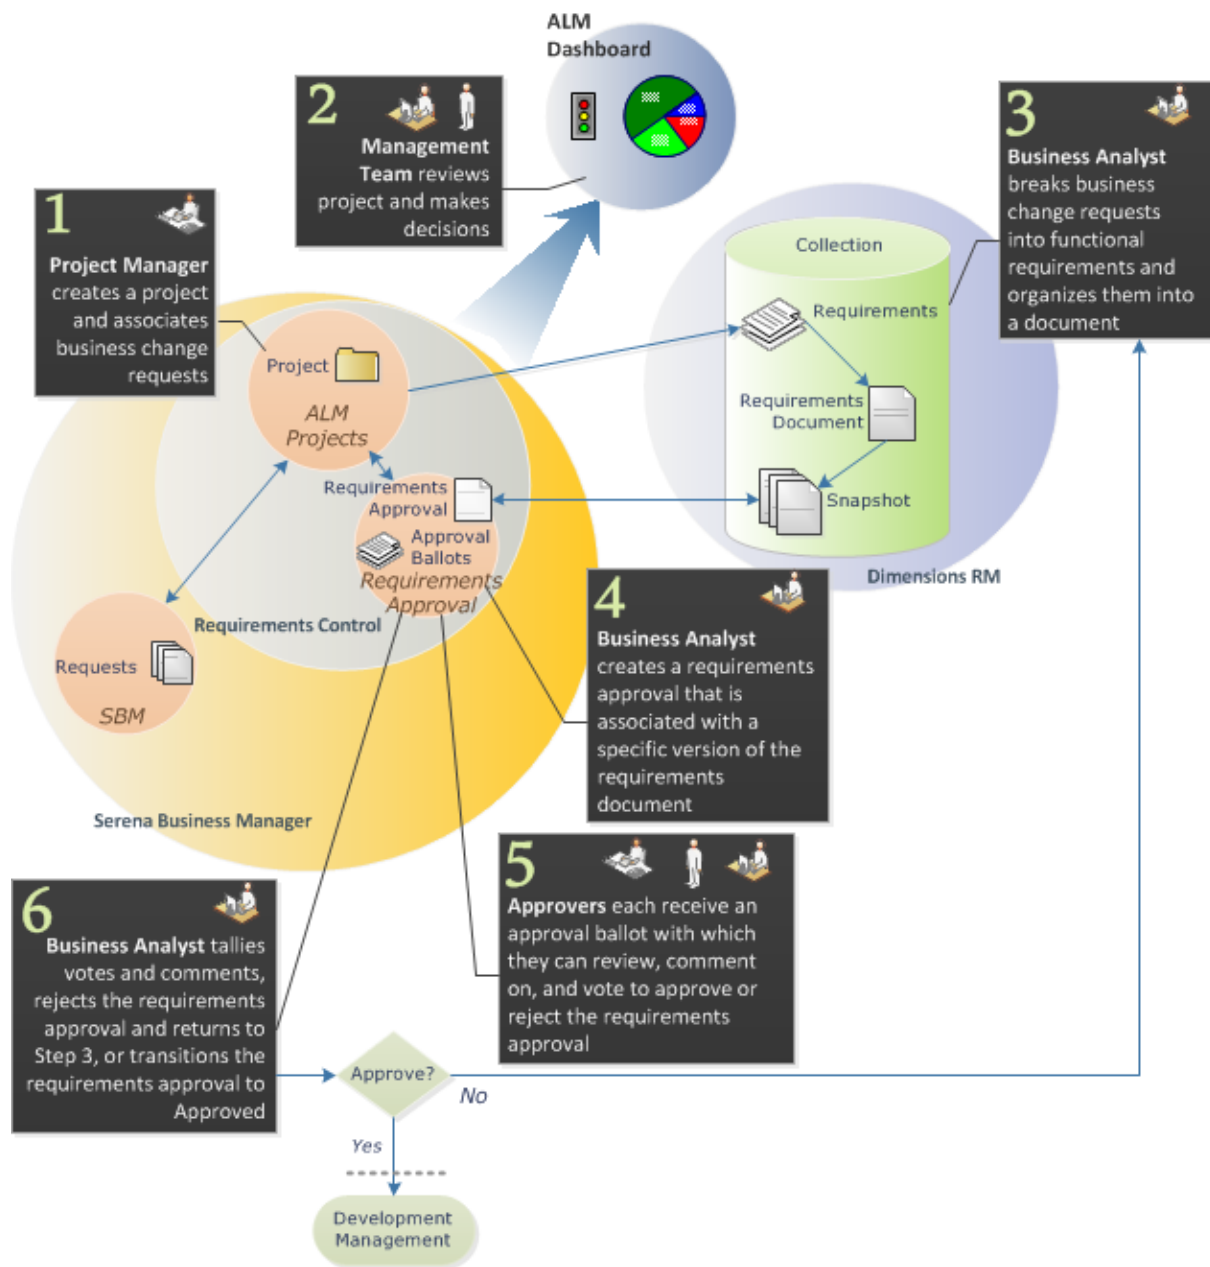 ALM
Dashboard
2
Management
Team reviews
project and makes
decisions
3
Business Analyst
breaks business
change requests
into functional
requirements and
organizes them into
a document
1
Project Manager
creates a project
and associates
business change
requests
Collection
Requirements
Requirements
Document
Snapshot
Dimensions RM
Project
ALM
Projects
Requirements
Approval
Approval
Ballots
Requirements
Approval
Requirements Control
Requests
SBM
Serena Business Manager
4
Business Analyst
creates a requirements
approval that is
associated with a
specific version of the
requirements
document
5
Approvers each receive an
approval ballot with which
they can review, comment
on, and vote to approve or
reject the requirements
approval
6
Business Analyst tallies
votes and comments,
rejects the requirements
approval and returns to
Step 3, or transitions the
requirements approval to
Approved
Approve?
No
Yes
Development
Management